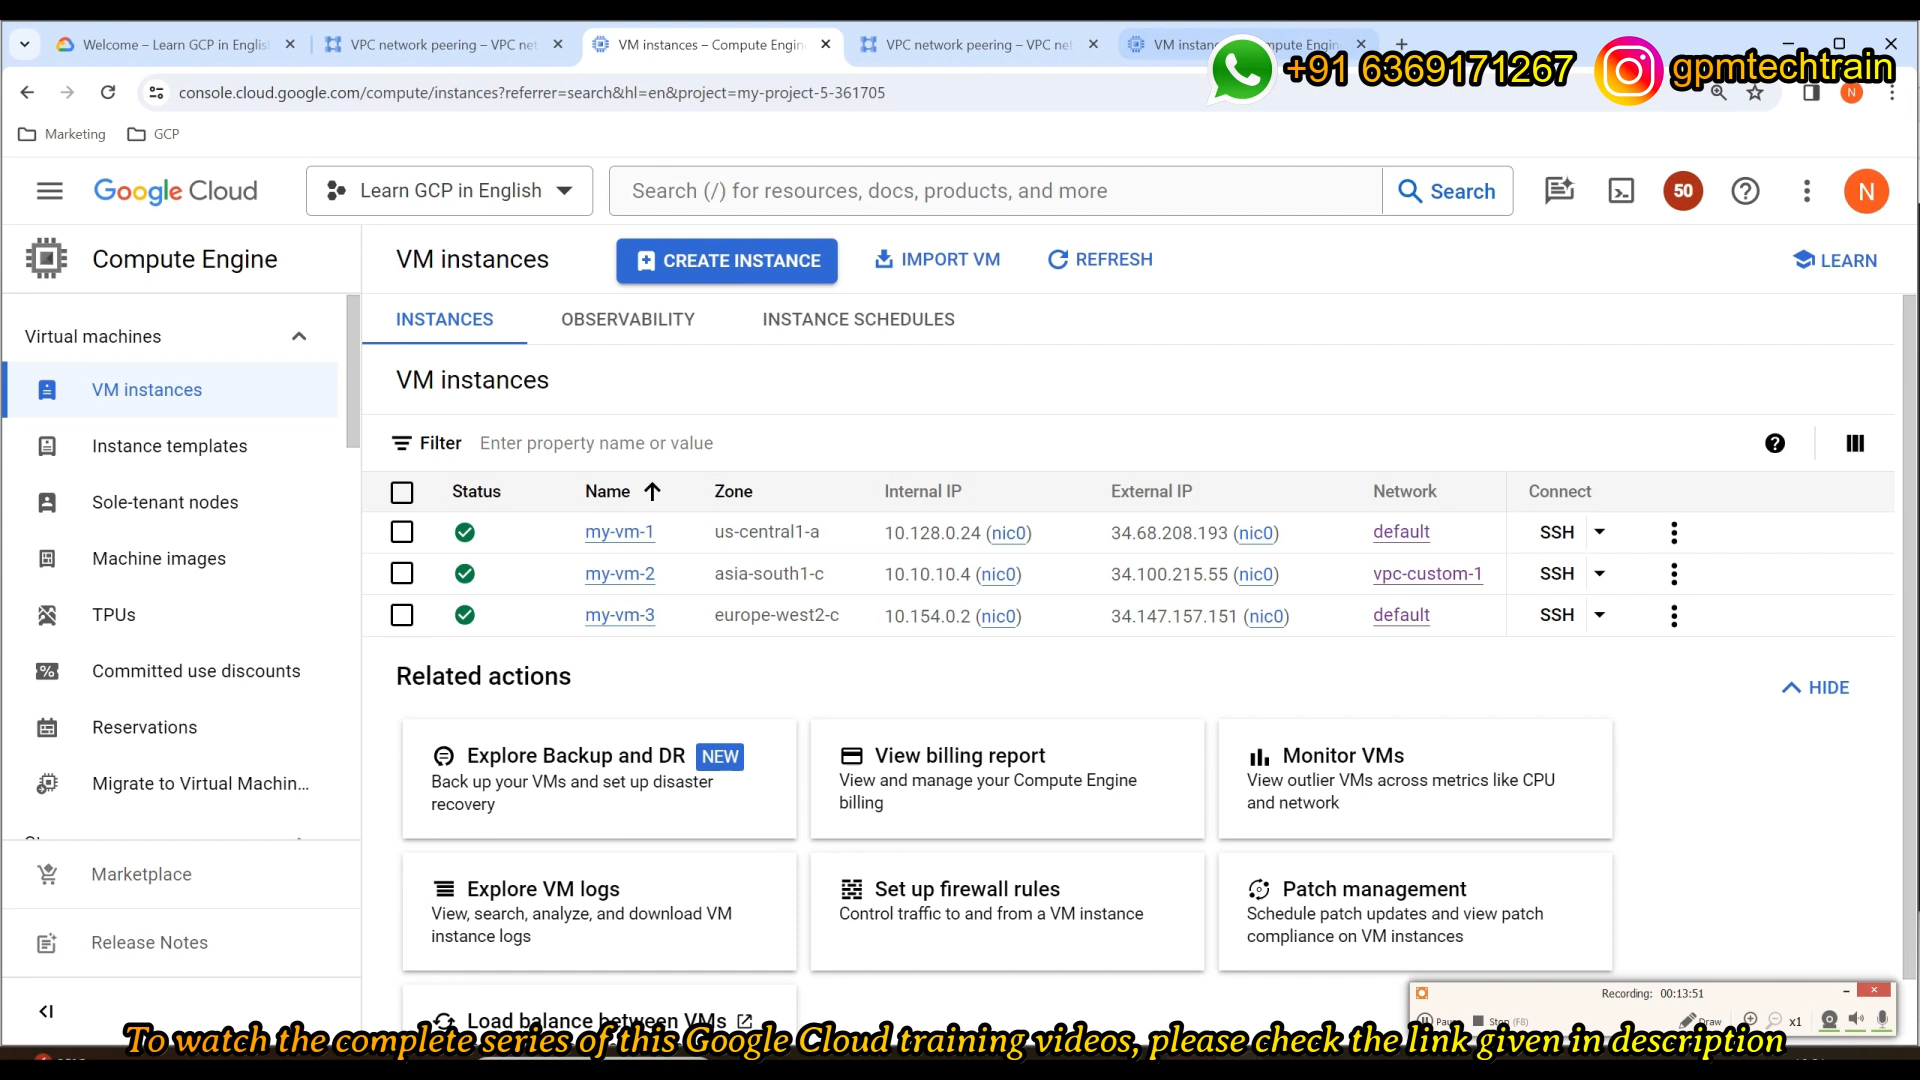 Welcome – Learn GCP in Englis
VPC network peering – VPC net
VM instances – Compute Engin
VPC network peering – VPC net
VM instan
mpute Engin
+91 6369171267
gpmtechtrain
console.cloud.google.com/compute/instances?referrer=search&hl=en&project=my-project-5-361705
N
Marketing
GCP
Google Cloud
Learn GCP in English
Search (/) for resources, docs, products, and more
Search
50
N
Compute Engine
VM instances
CREATE INSTANCE
IMPORT VM
REFRESH
LEARN
Virtual machines
VM instances
Instance templates
Sole-tenant nodes
Machine images
TPUs
Committed use discounts
Reservations
Migrate to Virtual Machin...
Marketplace
Release Notes
INSTANCES
OBSERVABILITY
INSTANCE SCHEDULES
VM instances
Filter Enter property name or value
Status Name Zone Internal IP External IP Network Connect
my-vm-1 us-central1-a 10.128.0.24 (nic0) 34.68.208.193 (nic0) default SSH
my-vm-2 asia-south1-c 10.10.10.4 (nic0) 34.100.215.55 (nic0) vpc-custom-1 SSH
my-vm-3 europe-west2-c 10.154.0.2 (nic0) 34.147.157.151 (nic0) default SSH
Related actions
HIDE
Explore Backup and DR NEW
Back up your VMs and set up disaster
recovery
View billing report
View and manage your Compute Engine
billing
Monitor VMs
View outlier VMs across metrics like CPU
and network
Explore VM logs
View, search, analyze, and download VM
instance logs
Set up firewall rules
Control traffic to and from a VM instance
Patch management
Schedule patch updates and view patch
compliance on VM instances
Load balance between VMs
Recording: 00:13:51
Stop (F8)
Draw
x1
To watch the complete series of this Google Cloud training videos, please check the link given in description